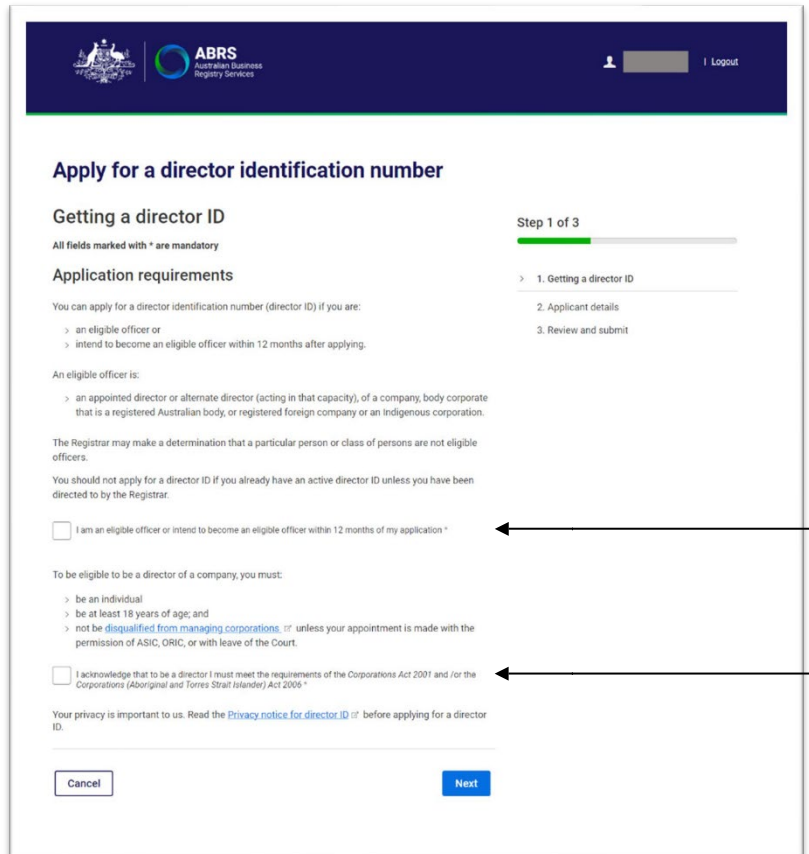 ABRS
Australian Business
Registry Services
| Logout
Apply for a director identification number
Getting a director ID
All fields marked with * are mandatory
Application requirements
You can apply for a director identification number (director ID) if you are:
> an eligible officer or
> intend to become an eligible officer within 12 months after applying.
An eligible officer is:
> an appointed director or alternate director (acting in that capacity), of a company, body corporate
that is a registered Australian body, or registered foreign company or an Indigenous corporation.
The Registrar may make a determination that a particular person or class of persons are not eligible
officers.
You should not apply for a director ID if you already have an active director ID unless you have been
directed to by the Registrar.
I am an eligible officer or intend to become an eligible officer within 12 months of my application *
To be eligible to be a director of a company, you must:
> be an individual
> be at least 18 years of age; and
> not be disqualified from managing corporations unless your appointment is made with the
permission of ASIC, ORIC, or with leave of the Court.
I acknowledge that to be a director I must meet the requirements of the Corporations Act 2001 and /or the
Corporations (Aboriginal and Torres Strait Islander) Act 2006 *
Your privacy is important to us. Read the Privacy notice for director ID before applying for a director
ID.
Cancel
Next
Step 1 of 3
> 1. Getting a director ID
2. Applicant details
3. Review and submit